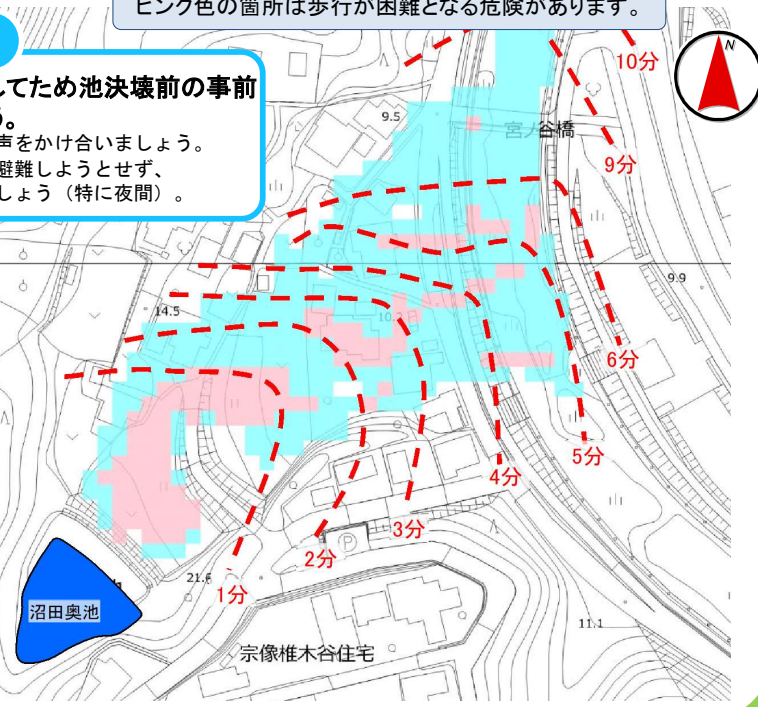 ピンク色の箇所は歩行が困難となる危険があります。
してため池決壊前の事前
う。
声をかけ合いましょう。
避難しようとせず、
しょう（特に夜間）。
N
10分
9.5
宮ノ谷橋
9分
9.9
14.5
10.2
6分
5分
4分
3分
2分
P
21.6
1分
沼田奥池
11.1
宗像椎木谷住宅